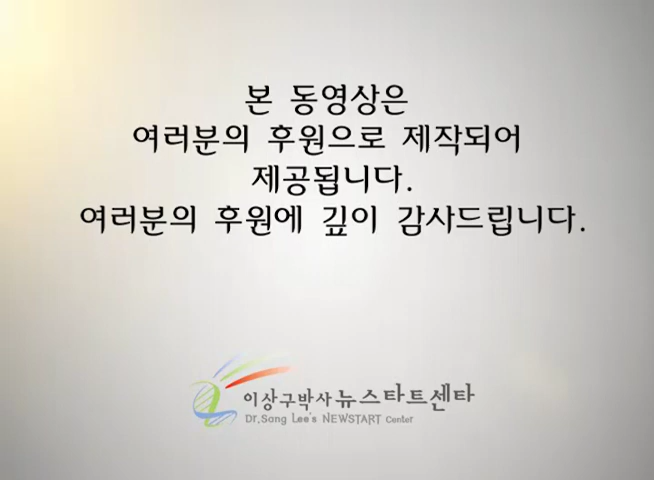 본 동영상은
여러분의 후원으로 제작되어
제공됩니다.
여러분의 후원에 깊이 감사드립니다.
이상구박사 뉴스타트센타
Dr.Sang Lee's NEWSTART Center